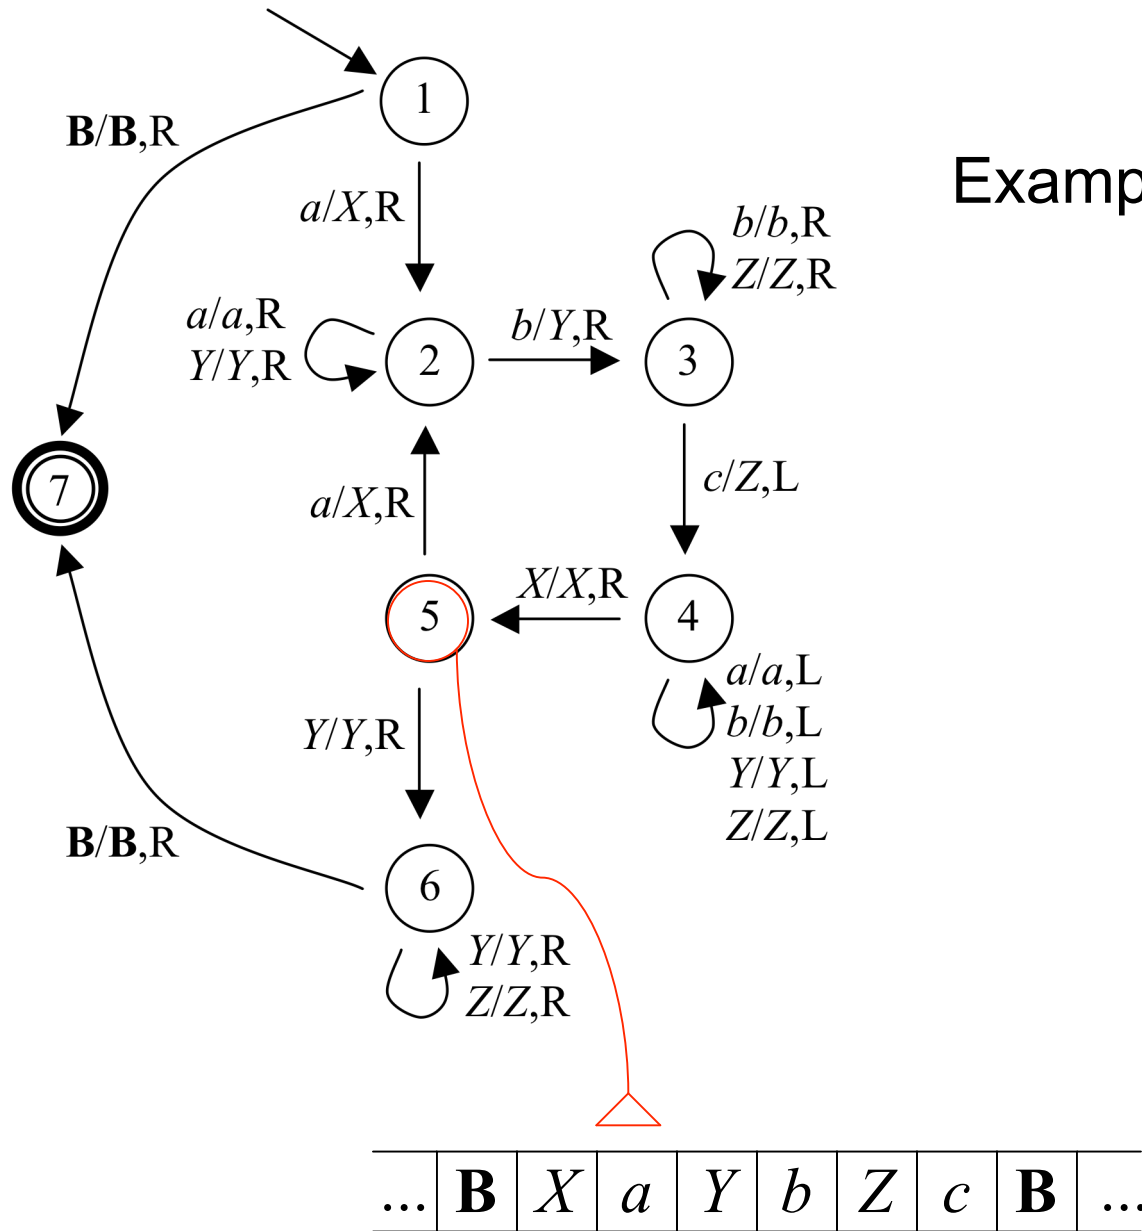 1
B/B,R
Examp
a/X,R
b/b,R
Z/Z,R
a/a,R
Y/Y,R
2
b/Y,R
3
7
a/X,R
c/Z,L
5
X/X,R
4
a/a,L
b/b,L
Y/Y,L
Z/Z,L
Y/Y,R
B/B,R
6
Y/Y,R
Z/Z,R
... B X a Y b Z c B ...